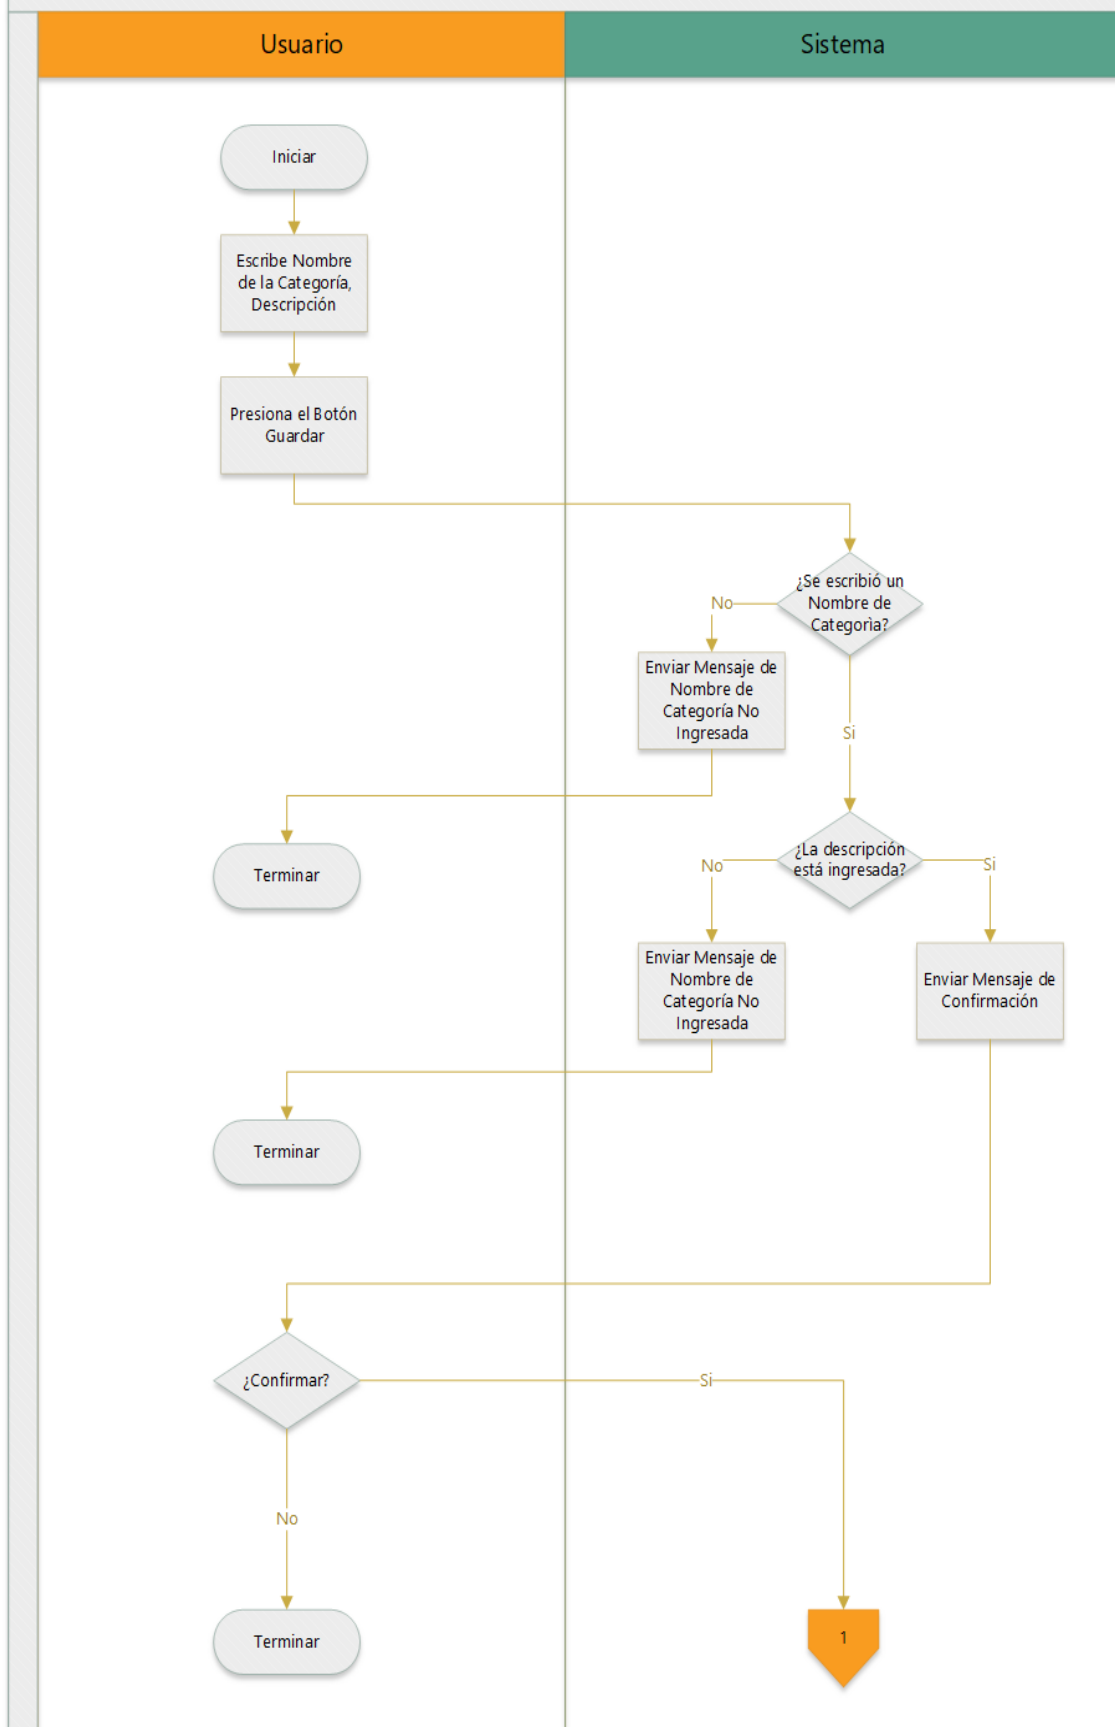 Usuario
Sistema
Iniciar
Escribe Nombre
de la Categoría,
Descripción
Presiona el Botón
Guardar
¿Se escribió un
Nombre de
Categorìa?
No
Si
Enviar Mensaje de
Nombre de
Categoría No
Ingresada
Terminar
¿La descripción
está ingresada?
No
Si
Enviar Mensaje de
Nombre de
Categoría No
Ingresada
Enviar Mensaje de
Confirmación
Terminar
¿Confirmar?
Si
No
Terminar
1